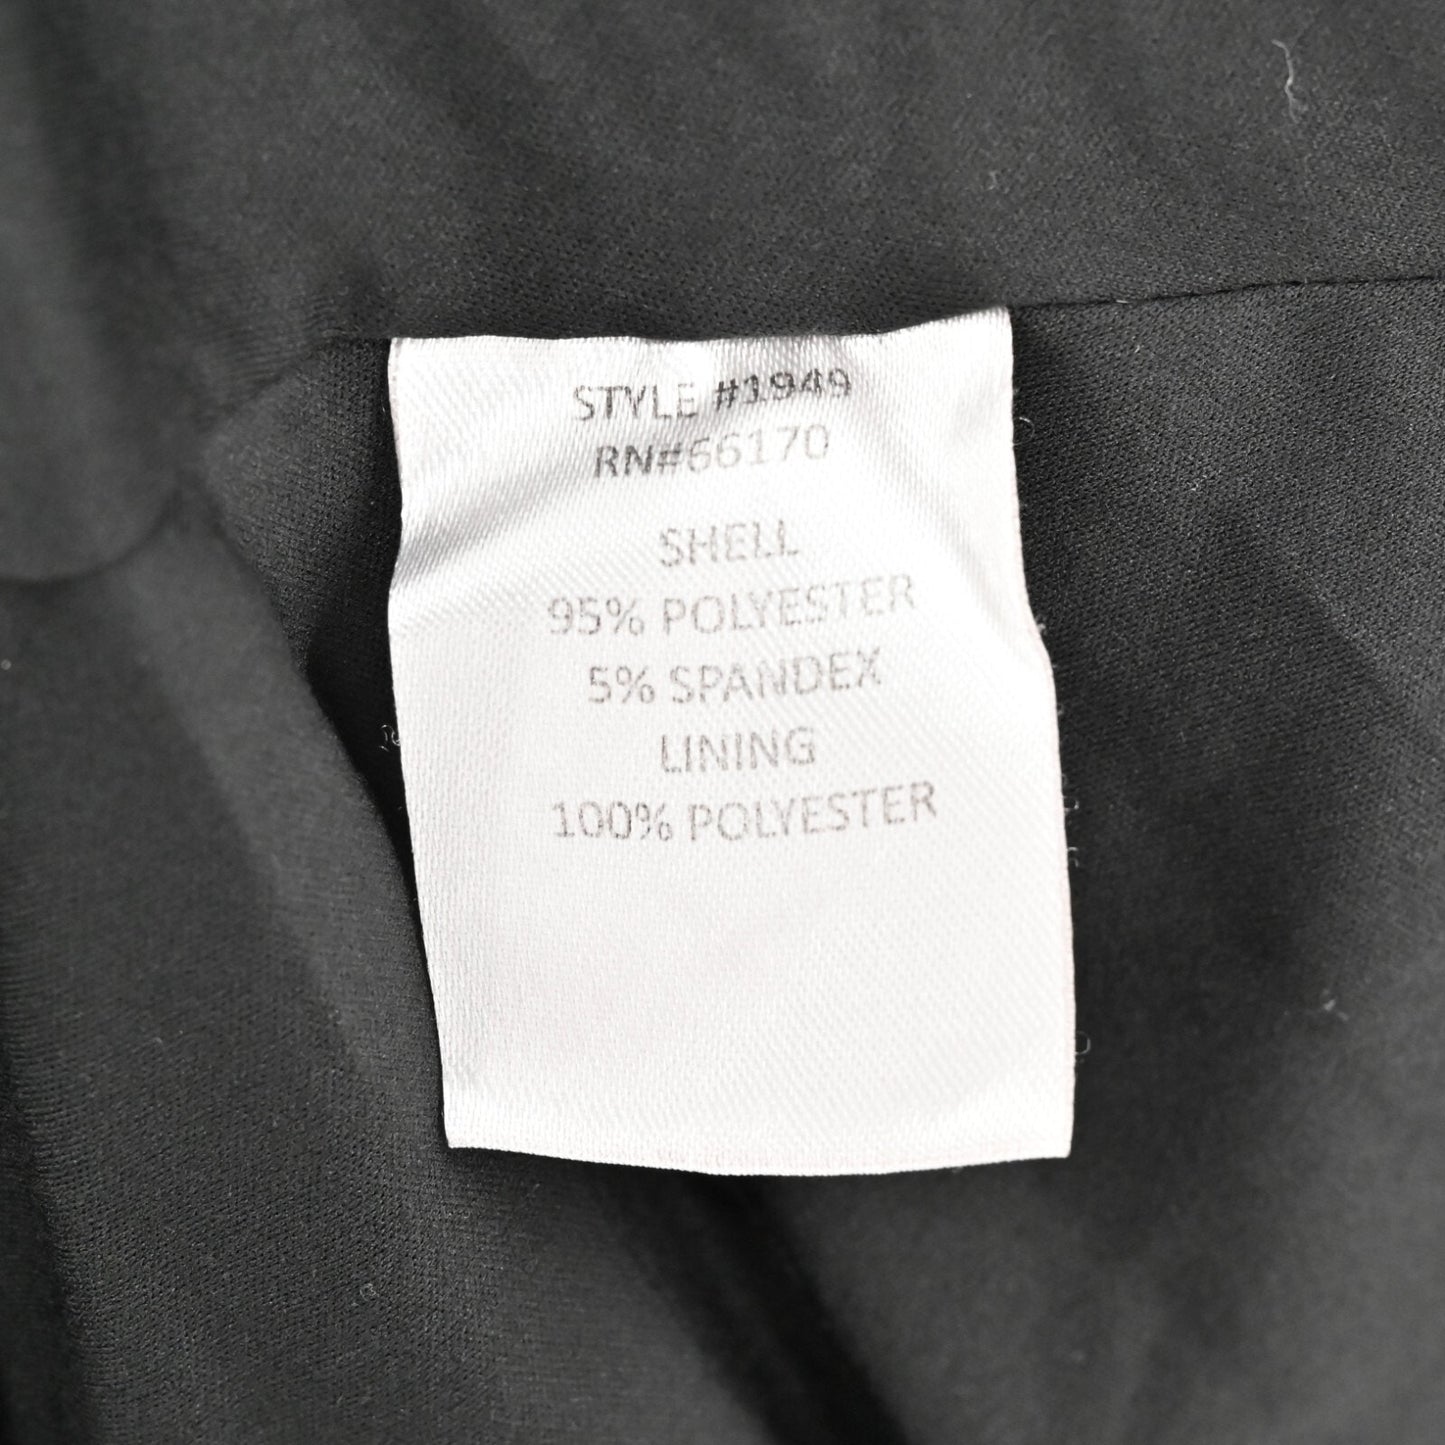 STYLE #1949
RN#66170
SHELL
95% POLYESTER
5% SPANDEX
LINING
100% POLYESTER